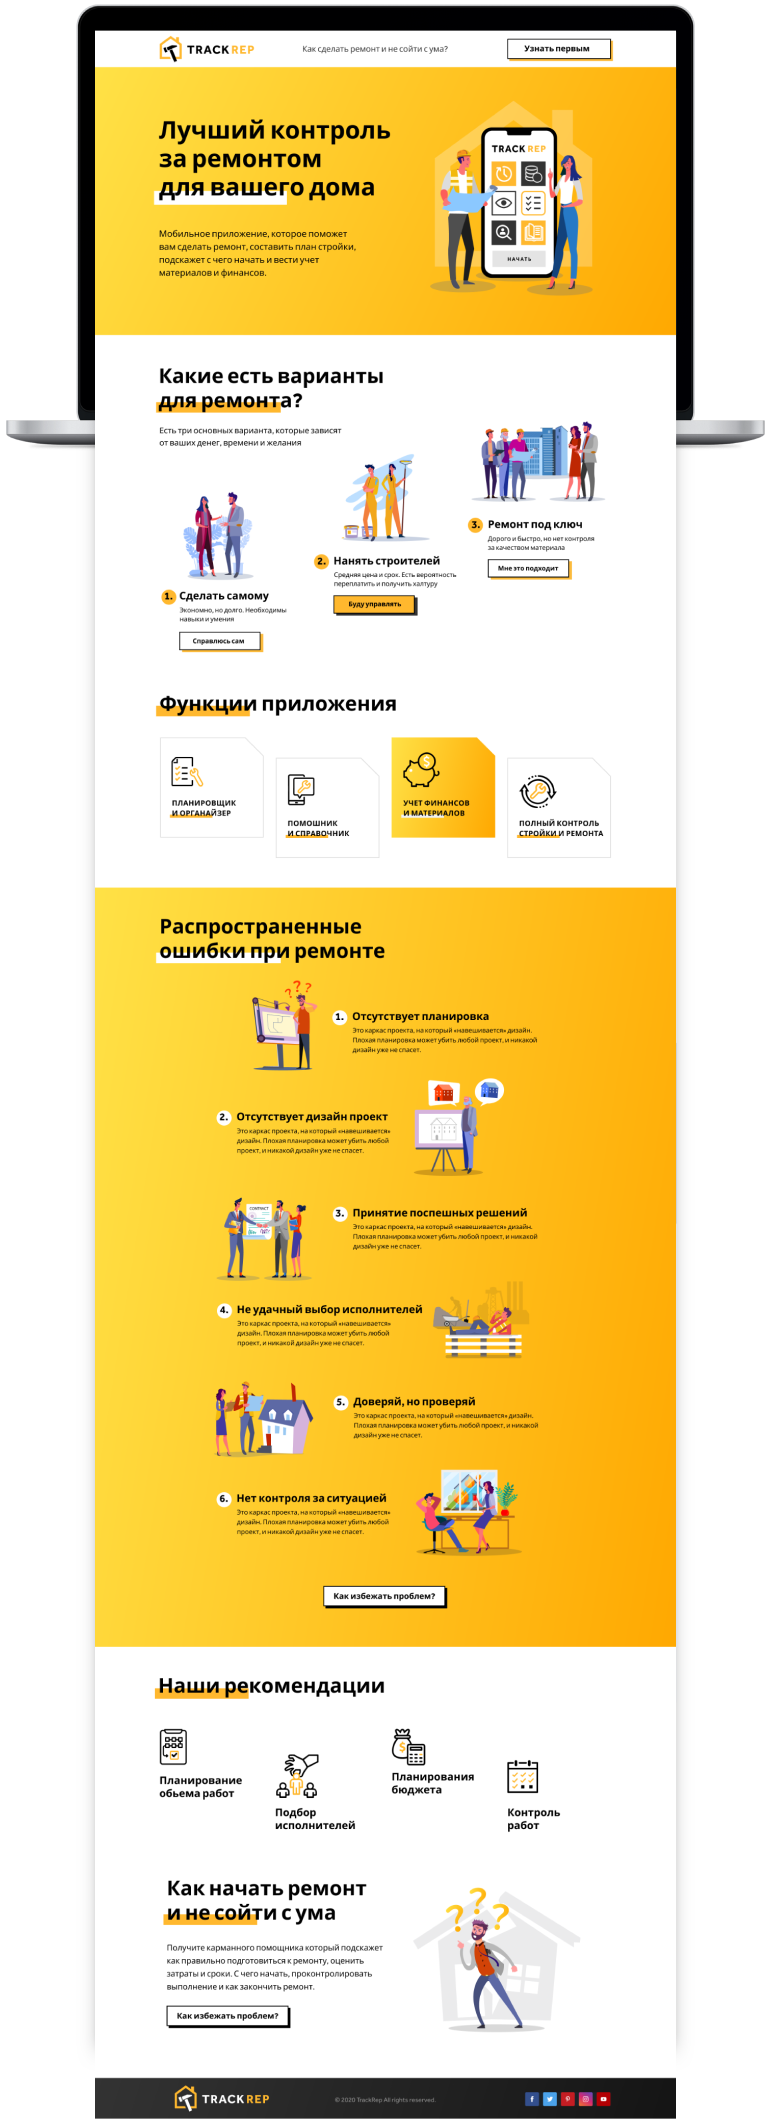 TRACKREP
Как сделать ремонт и не сойти с ума?
Узнать первым
Лучший контроль
за ремонтом
для вашего дома
Мобильное приложение, которое поможет
вам сделать ремонт, составить план стройки,
подскажет с чего начать и вести учет
материалов и финансов.
TRACK REP
НАЧАТЬ
Какие есть варианты
для ремонта?
Есть три основных варианта, которые зависят
от ваших денег, времени и желания
1. Сделать самому
Экономно, но долго. Необходимы
навыки и умения
Справлюсь сам
2. Нанять строителей
Средняя цена и срок. Есть вероятность
переплатить и получить халтуру
Буду управлять
3. Ремонт под ключ
Дорого и быстро, но нет контроля
за качеством материала
Мне это подходит
Функции приложения
ПЛАНИРОВЩИК
И ОРГАНАЙЗЕР
ПОМОШНИК
И СПРАВОЧНИК
УЧЕТ ФИНАНСОВ
И МАТЕРИАЛОВ
ПОЛНЫЙ КОНТРОЛЬ
СТРОЙКИ И РЕМОНТА
Распространенные
ошибки при ремонте
1. Отсутствует планировка
Это каркас проекта, на который «навешивается» дизайн.
Плохая планировка может убить любой проект, и никакой
дизайн уже не спасет.
2. Отсутствует дизайн проект
Это каркас проекта, на который «навешивается»
дизайн. Плохая планировка может убить любой
проект, и никакой дизайн уже не спасет.
CONTRACT
3. Принятие поспешных решений
Это каркас проекта, на который «навешивается» дизайн.
Плохая планировка может убить любой проект, и никакой
дизайн уже не спасет.
4. Не удачный выбор исполнителей
Это каркас проекта, на который «навешивается»
дизайн. Плохая планировка может убить любой
проект, и никакой дизайн уже не спасет.
5. Доверяй, но проверяй
Это каркас проекта, на который «навешивается» дизайн.
Плохая планировка может убить любой проект, и никакой
дизайн уже не спасет.
6. Нет контроля за ситуацией
Это каркас проекта, на который «навешивается»
дизайн. Плохая планировка может убить любой
проект, и никакой дизайн уже не спасет.
Как избежать проблем?
Наши рекомендации
Планирование
обьема работ
Подбор
исполнителей
Планирования
бюджета
Контроль
работ
Как начать ремонт
и не сойти с ума
Получите карманного помощника который подскажет
как правильно подготовиться к ремонту, оценить
затраты и сроки. С чего начать, проконтролировать
выполнение и как закончить ремонт.
Как избежать проблем?
TRACKREP
© 2020 TrackRep All rights reserved.